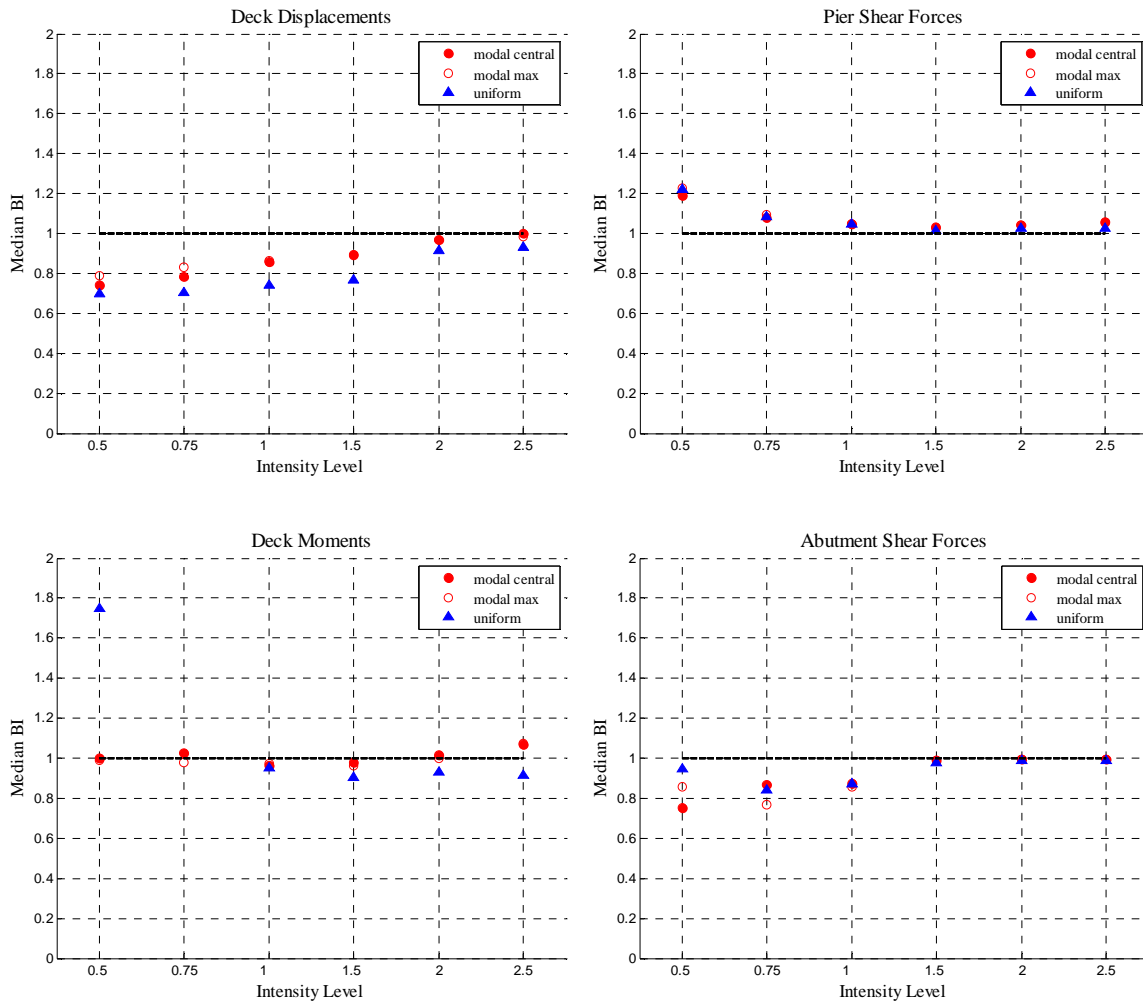 Deck Displacements
2
1.8
1.6
1.4
1.2
1
0.8
0.6
0.4
0.2
0
Median BI
modal central
modal max
uniform
0.5 0.75 1 1.5 2 2.5
Intensity Level
Pier Shear Forces
2
1.8
1.6
1.4
1.2
1
0.8
0.6
0.4
0.2
0
Median BI
modal central
modal max
uniform
0.5 0.75 1 1.5 2 2.5
Intensity Level
Deck Moments
2
1.8
1.6
1.4
1.2
1
0.8
0.6
0.4
0.2
0
Median BI
modal central
modal max
uniform
0.5 0.75 1 1.5 2 2.5
Intensity Level
Abutment Shear Forces
2
1.8
1.6
1.4
1.2
1
0.8
0.6
0.4
0.2
0
Median BI
modal central
modal max
uniform
0.5 0.75 1 1.5 2 2.5
Intensity Level